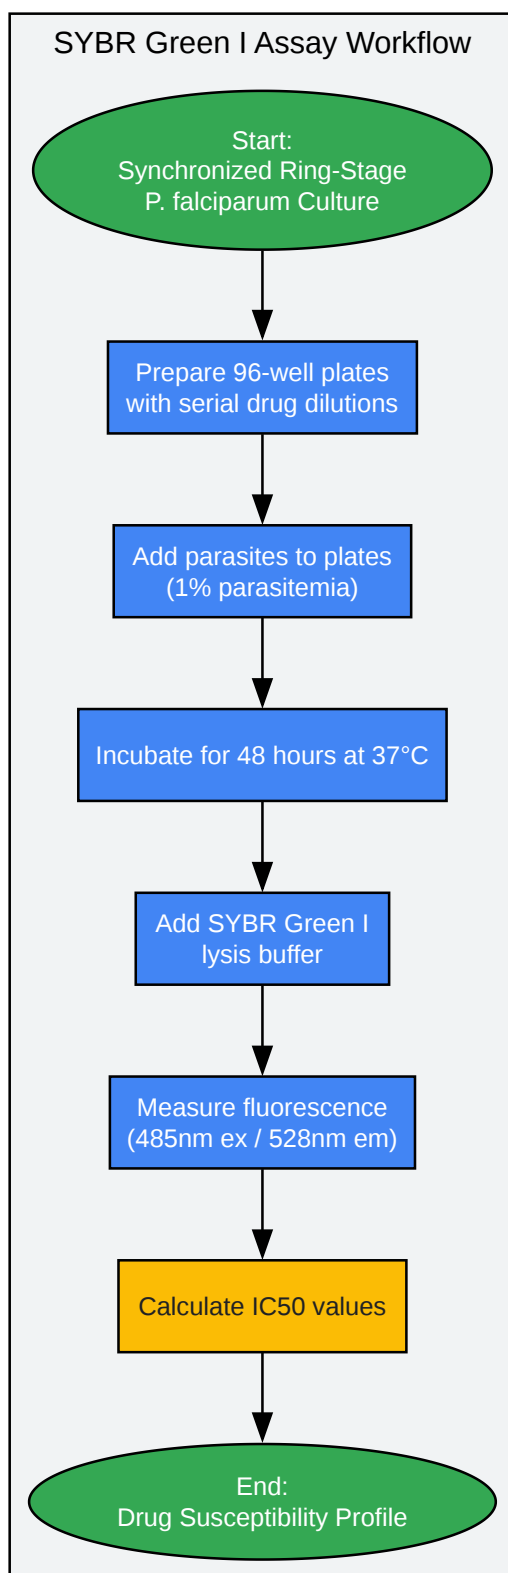 SYBR Green I Assay Workflow
Start:
Synchronized Ring-Stage
P. falciparum Culture
Prepare 96-well plates
with serial drug dilutions
Add parasites to plates
(1% parasitemia)
Incubate for 48 hours at 37°C
Add SYBR Green I
lysis buffer
Measure fluorescence
(485nm ex / 528nm em)
Calculate IC50 values
End:
Drug Susceptibility Profile